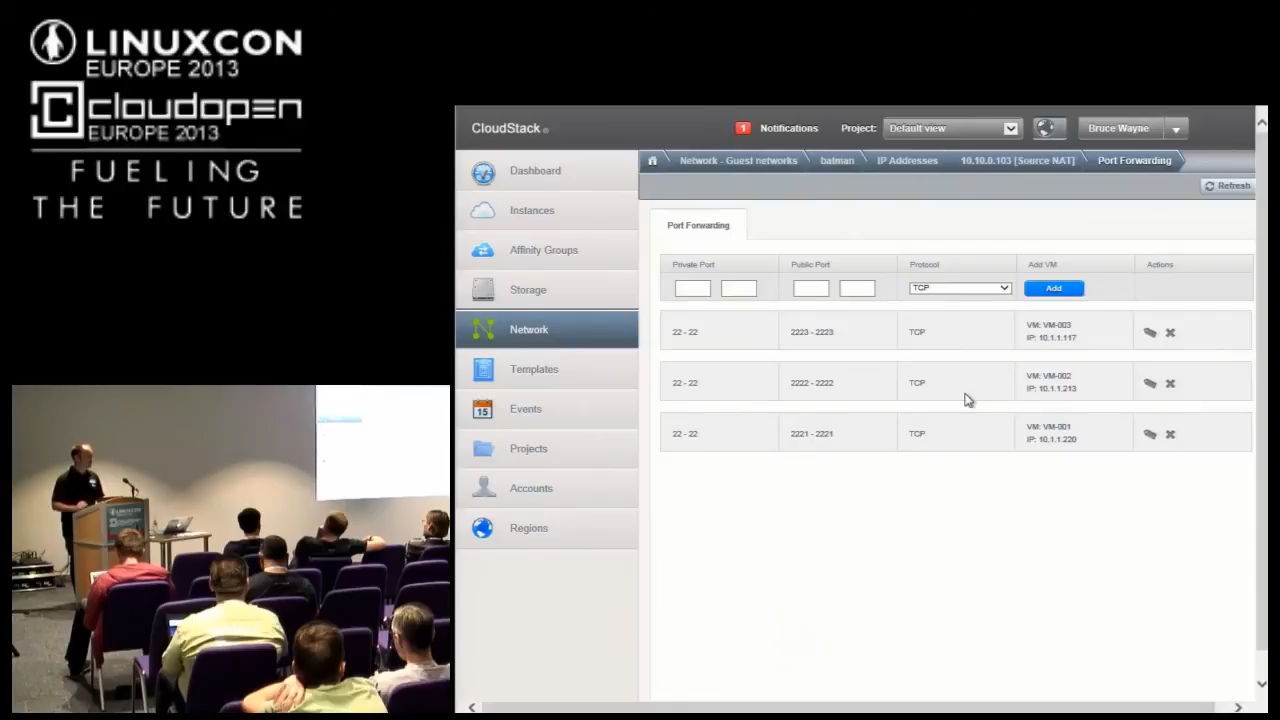 LINUXCON
EUROPE 2013
cloudopen
EUROPE 2013
FUELING
THE FUTURE
CloudStack
1 Notifications Project: Default view Bruce Wayne
Network - Guest networks batman IP Addresses 10.10.0.103 [Source NAT] Port Forwarding
Refresh
Dashboard
Instances
Affinity Groups
Storage
Network
Templates
15 Events
Projects
Accounts
Regions
Port Forwarding
Private Port Public Port Protocol Add VM Actions
TCP Add
22 - 22 2223 - 2223 TCP VM: VM-003
IP: 10.1.1.117
22 - 22 2222 - 2222 TCP VM: VM-002
IP: 10.1.1.213
22 - 22 2221 - 2221 TCP VM: VM-001
IP: 10.1.1.220